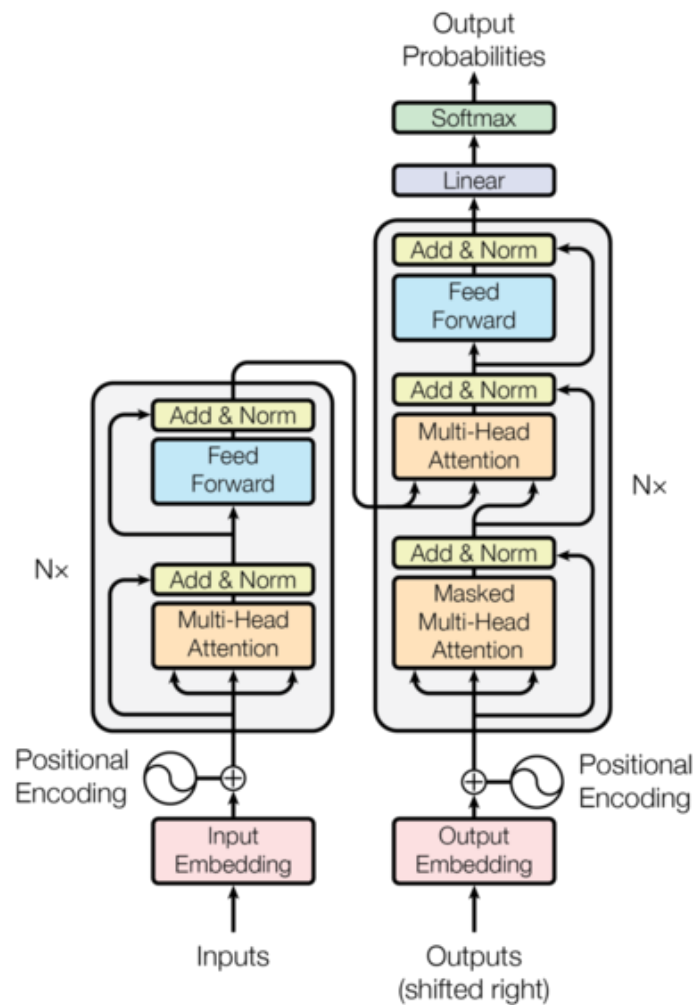 Output
Probabilities
Softmax
Linear
Add & Norm
Feed
Forward
Add & Norm
Multi-Head
Attention
Nx
Add & Norm
Masked
Multi-Head
Attention
Add & Norm
Feed
Forward
Nx
Add & Norm
Multi-Head
Attention
Positional
Encoding
Positional
Encoding
Input
Embedding
Output
Embedding
Inputs
Outputs
(shifted right)